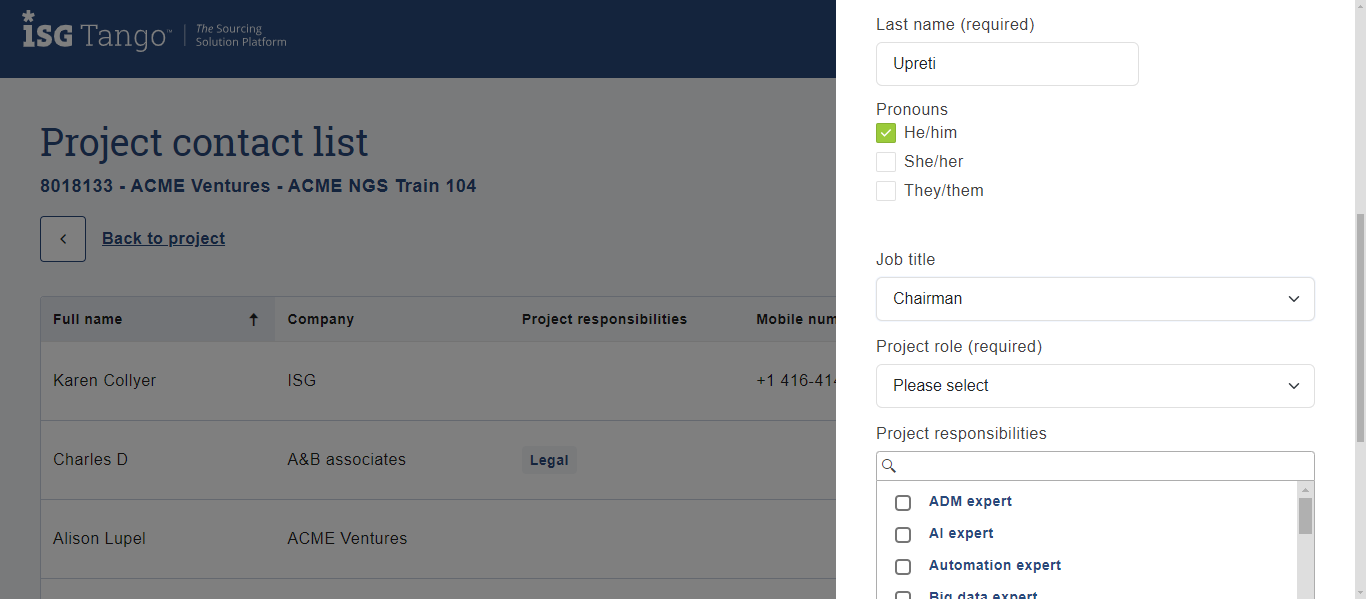 ISG Tango™ The Sourcing
Solution Platform
Project contact list
8018133 - ACME Ventures - ACME NGS Train 104
Back to project
Full name Company Project responsibilities Mobile num
Karen Collyer ISG +1 416-414
Charles D A&B associates Legal
Alison Lupel ACME Ventures
Last name (required)
Upreti
Pronouns
He/him
She/her
They/them
Job title
Chairman
Project role (required)
Please select
Project responsibilities
ADM expert
AI expert
Automation expert
Big data expert